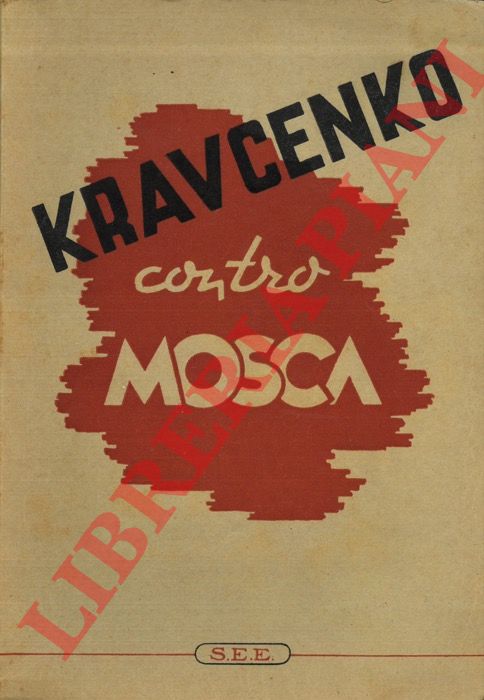 KRAVCENKO
contro
MOSCA
S.E.E.
LIBRERIA PIANI